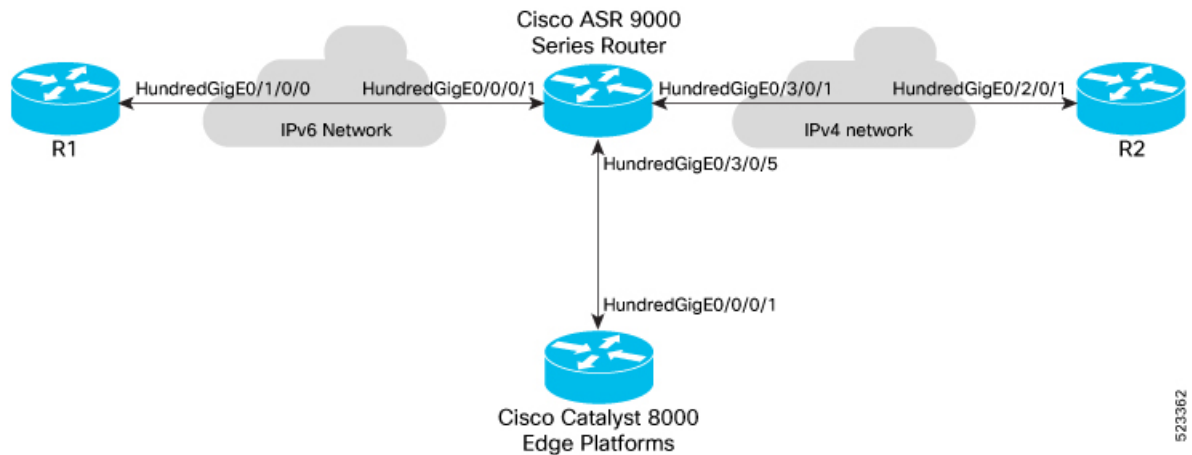 Cisco ASR 9000
Series Router
HundredGigE0/1/0/0
HundredGigE0/0/0/1
HundredGigE0/3/0/1
HundredGigE0/2/0/1
IPv6 Network
IPv4 network
R1
R2
HundredGigE0/3/0/5
HundredGigE0/0/0/1
Cisco Catalyst 8000
Edge Platforms
523362